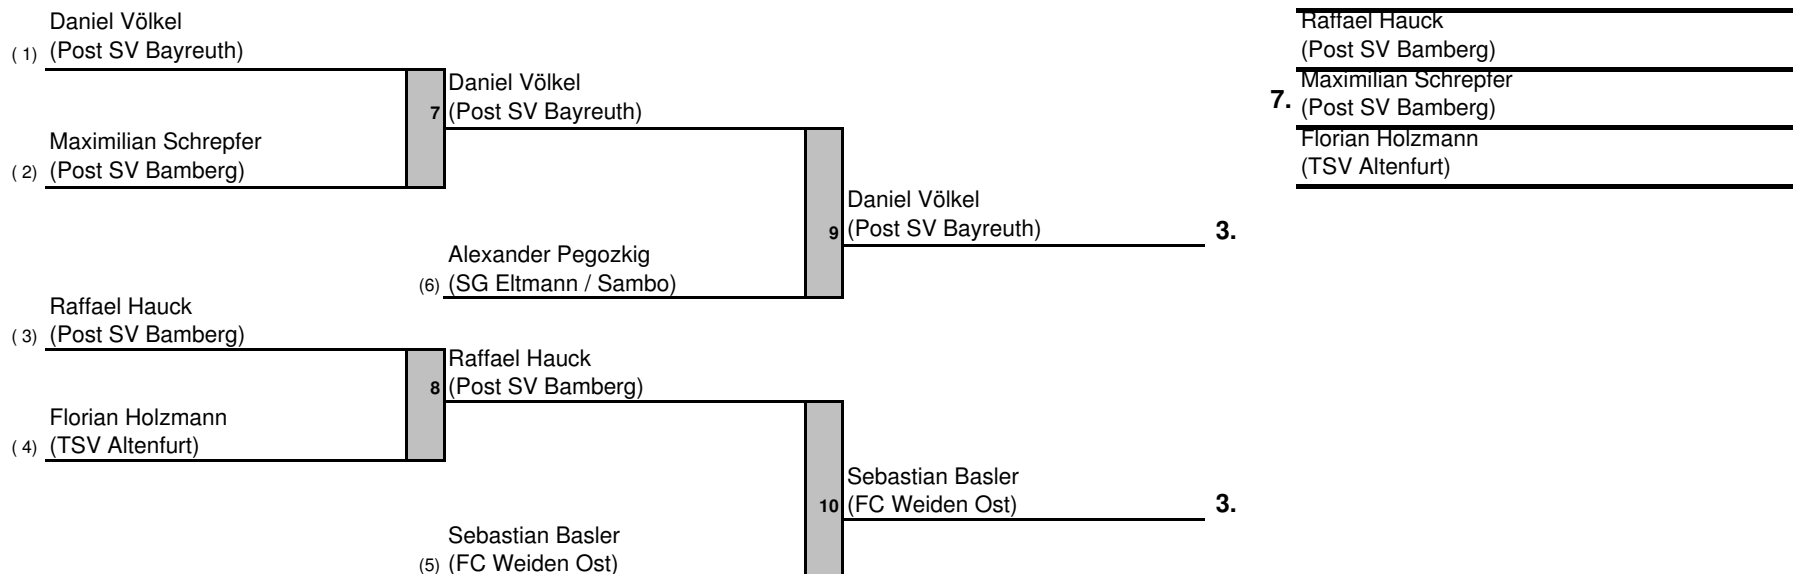 Daniel Völkel
( 1) (Post SV Bayreuth)
7 Daniel Völkel
(Post SV Bayreuth)
Maximilian Schrepfer
( 2) (Post SV Bamberg)
9 Daniel Völkel
(Post SV Bayreuth) 3.
Alexander Pegozkig
(6) (SG Eltmann / Sambo)
Raffael Hauck
( 3) (Post SV Bamberg)
8 Raffael Hauck
(Post SV Bamberg)
Florian Holzmann
( 4) (TSV Altenfurt)
10 Sebastian Basler
(FC Weiden Ost) 3.
Sebastian Basler
(5) (FC Weiden Ost)
Raffael Hauck
(Post SV Bamberg)
Maximilian Schrepfer
7. (Post SV Bamberg)
Florian Holzmann
(TSV Altenfurt)